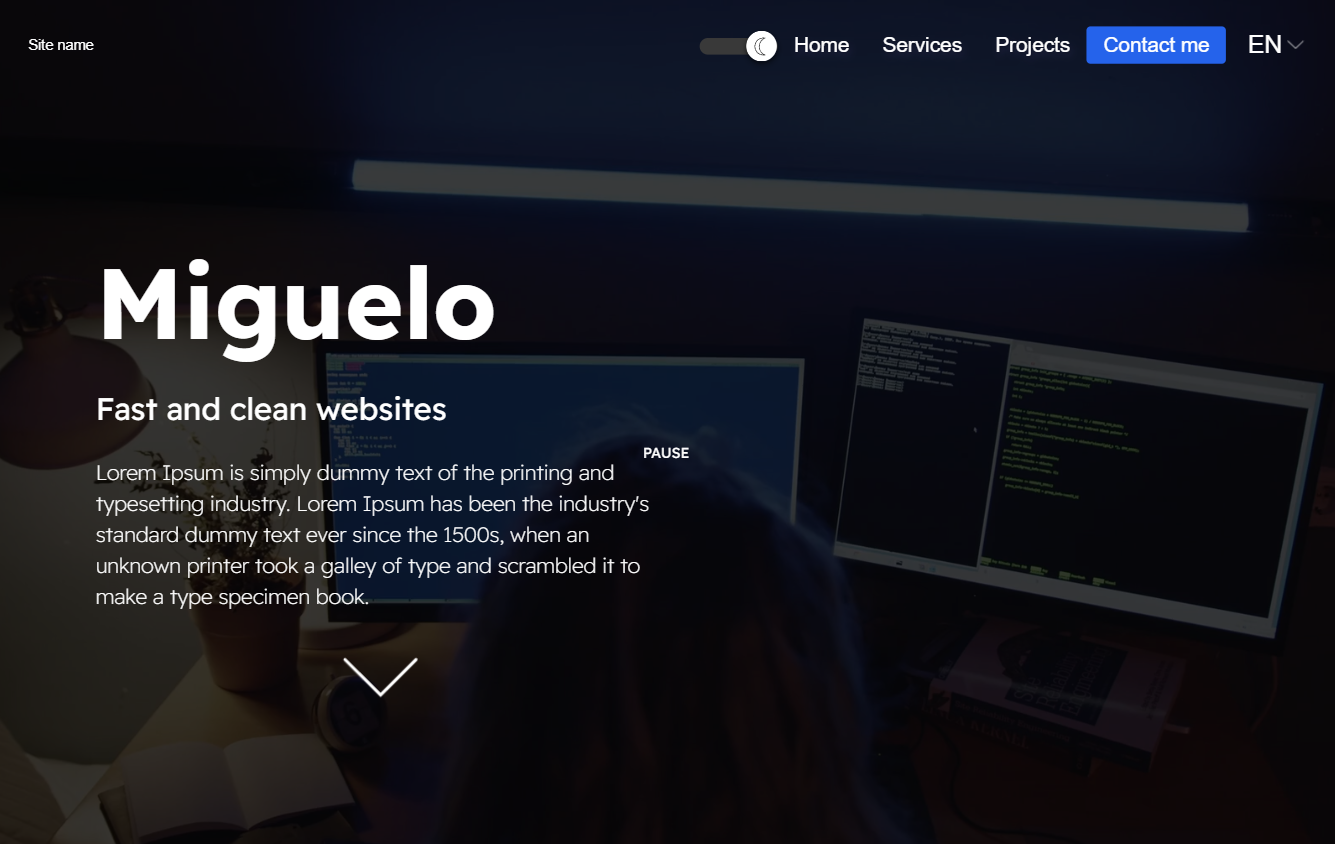 Site name
Home
Services
Projects
Contact me
EN
Miguelo
Fast and clean websites
PAUSE
Lorem Ipsum is simply dummy text of the printing and
typesetting industry. Lorem Ipsum has been the industry's
standard dummy text ever since the 1500s, when an
unknown printer took a galley of type and scrambled it to
make a type specimen book.